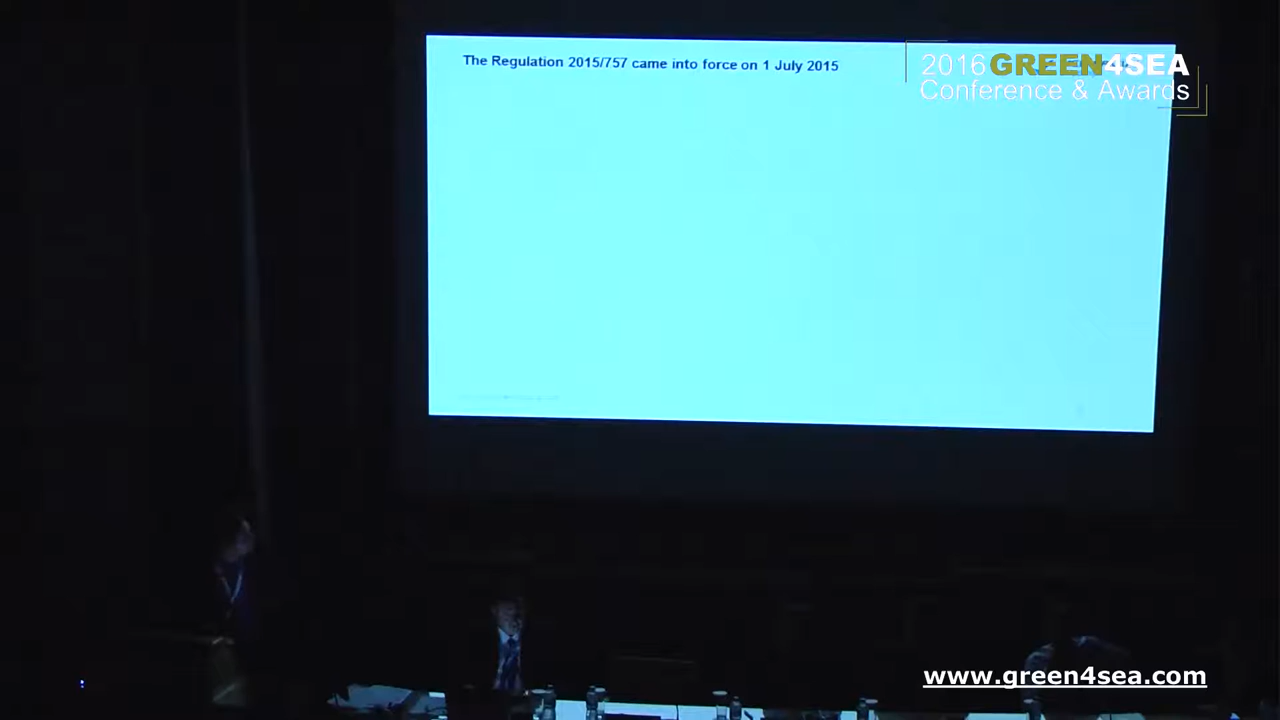 The Regulation 2015/757 came into force on 1 July 2015
2016 GREEN4SEA
Conference & Awards
www.green4sea.com